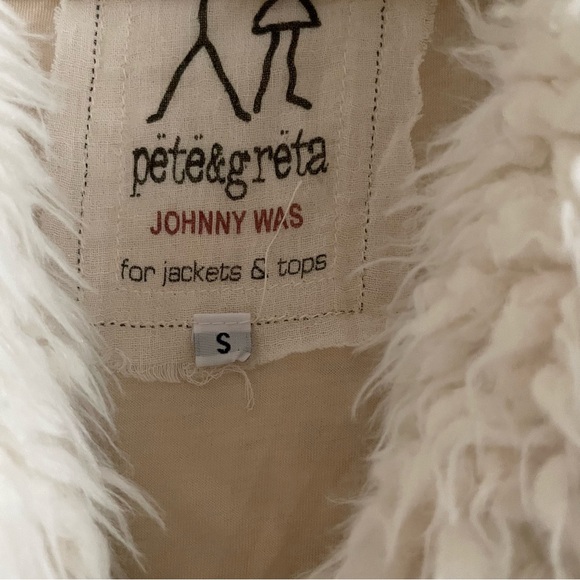 pëtë&grëta
JOHNNY WAS
for jackets & tops
S